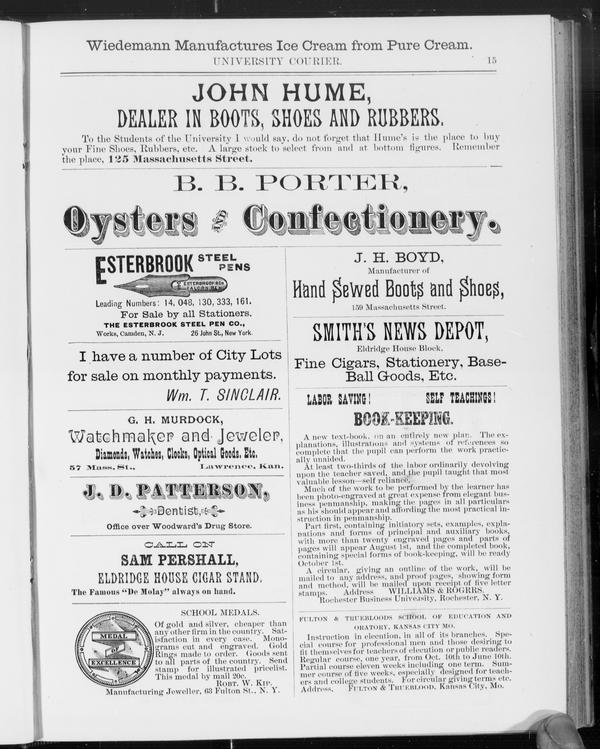 Wiedemann Manufactures Ice Cream from Pure Cream.
UNIVERSITY COURIER. 15
JOHN HUME,
DEALER IN BOOTS, SHOES AND RUBBERS.
To the Students of the University I would say, do not forget that Hume's is the place to buy
your Fine Shoes, Rubbers, etc. A large stock to select from and at bottom figures. Remember
the place, 125 Massachusetts Street.
B. B. PORTER,
Oysters and Confectionery.
ESTERBROOK STEEL
PENS
ESTERBROOK & CO
FALCON PEN
Leading Numbers: 14, 048, 130, 333, 161.
For Sale by all Stationers.
THE ESTERBROOK STEEL PEN CO.,
Works, Camden, N. J. 26 John St., New York.
I have a number of City Lots
for sale on monthly payments.
Wm. T. SINCLAIR.
G. H. MURDOCK,
Watchmaker and Jeweler,
Diamonds, Watches, Clocks, Optical Goods, Etc.
57 Mass. St., Lawrence, Kan.
J. D. PATTERSON,
Dentist,
Office over Woodward's Drug Store.
CALL ON
SAM PERSHALL,
ELDRIDGE HOUSE CIGAR STAND.
The Famous "De Molay" always on hand.
MEDAL
of
EXCELLENCE
SCHOOL MEDALS.
Of gold and silver, cheaper than
any other firm in the country. Sat-
isfaction in every case. Mono-
grams cut and engraved. Gold
Rings made to order. Goods sent
to all parts of the country. Send
stamp for illustrated pricelist.
This medal by mail 20c.
ROBT. W. KIP,
Manufacturing Jeweller, 63 Fulton St., N. Y.
J. H. BOYD,
Manufacturer of
Hand Sewed Boots and Shoes,
159 Massachusetts Street.
SMITH'S NEWS DEPOT,
Eldridge House Block,
Fine Cigars, Stationery, Base-
Ball Goods, Etc.
LABOR SAVING! SELF TEACHINGS!
BOOK-KEEPING.
A new text-book, on an entirely new plan. The ex-
planations, illustrations and systems of references so
complete that the pupil can perform the work practic-
ally unaided.
At least two-thirds of the labor ordinarily devolving
upon the teacher saved, and the pupil taught that most
valuable lesson—self reliance.
Much of the work to be performed by the learner has
been photo-engraved at great expense from elegant bus-
iness penmanship, making the pages in all particulars
as his should appear and affording the most practical in-
struction in penmanship.
Part first, containing initiatory sets, examples, expla-
nations and forms of principal and auxiliary books,
with more than twenty engraved pages and parts of
pages will appear August 1st, and the completed book,
containing special forms of book-keeping, will be ready
October 1st.
A circular, giving an outline of the work, will be
mailed to any address, and proof pages, showing form
and method, will be mailed upon receipt of five letter
stamps. Address WILLIAMS & ROGERS,
Rochester Business University, Rochester, N. Y.
FULTON & TRUEBLOODS SCHOOL OF EDUCATION AND
ORATORY, KANSAS CITY MO.
Instruction in elecution, in all of its branches. Spe-
cial course for professional men and those desiring to
fit themselves for teachers of elecution or public readers.
Regular course, one year, from Oct. 10th to June 10th.
Partial course eleven weeks including one term. Sum-
mer course of five weeks, especially designed for teach-
ers and college students. For circular giving terms etc.
Address, FULTON & TRUEBLOOD, Kansas City, Mo.